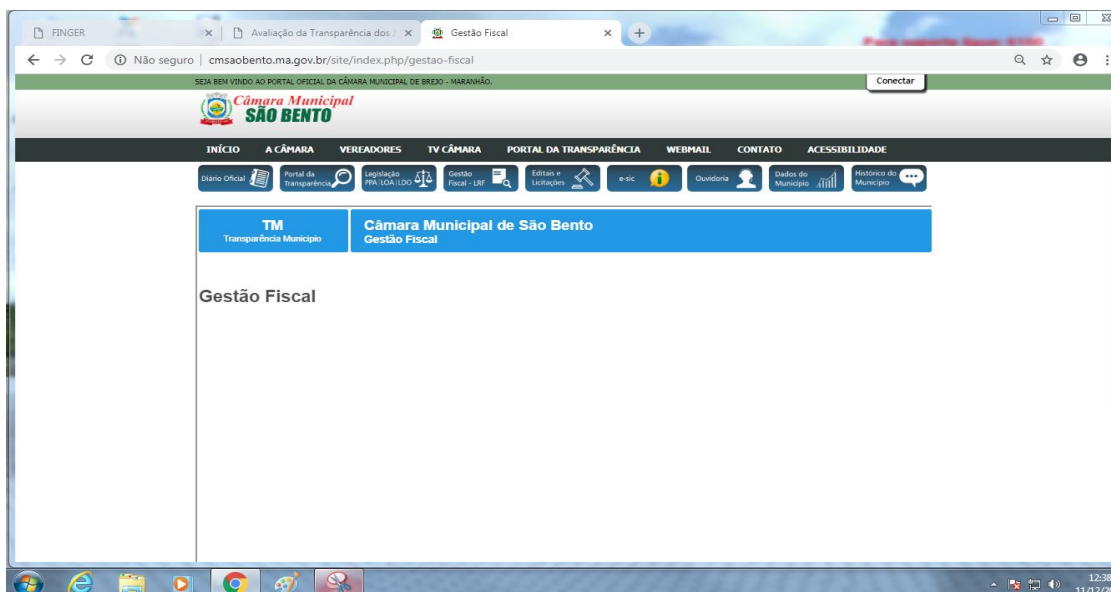 FINGER
Avaliação da Transparência dos
Gestão Fiscal
Não seguro | cmsaobento.ma.gov.br/site/index.php/gestao-fiscal
SEJA BEM VINDO AO PORTAL OFICIAL DA CÂMARA MUNICIPAL DE BREJO - MARANHÃO.
Conectar
Câmara Municipal
SÃO BENTO
INÍCIO A CÂMARA VEREADORES TV CÂMARA PORTAL DA TRANSPARÊNCIA WEBMAIL CONTATO ACESSIBILIDADE
Diário Oficial
Portal da
Transparência
Legislação
PPA|LOA|LDO
Gestão
Fiscal - LRF
Editais e
Licitações
e-sic
Ouvidoria
Dados do
Município
Histórico do
Município
TM
Transparência Município
Câmara Municipal de São Bento
Gestão Fiscal
Gestão Fiscal
12:38
11/12/2